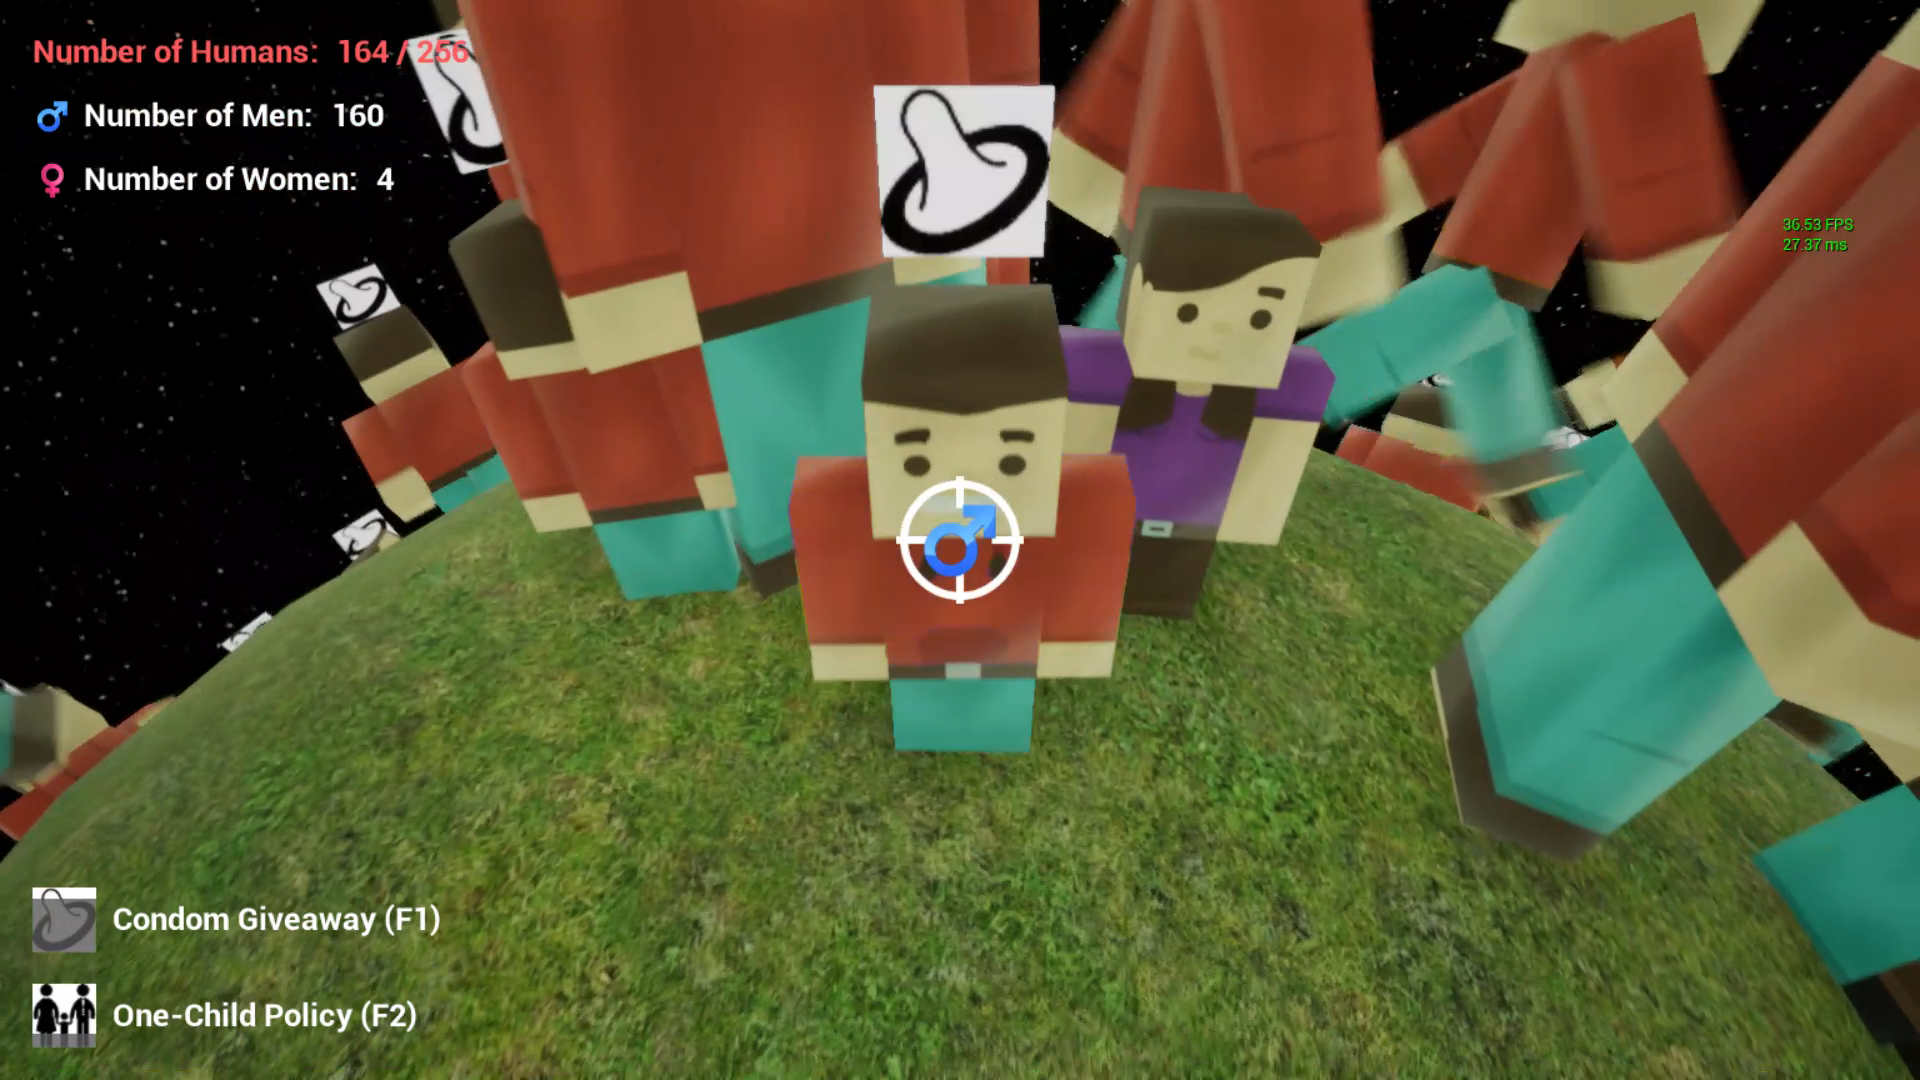 Number of Humans: 164 / 256
Number of Men: 160
Number of Women: 4
36.53 FPS
27.37 ms
Condom Giveaway (F1)
One-Child Policy (F2)